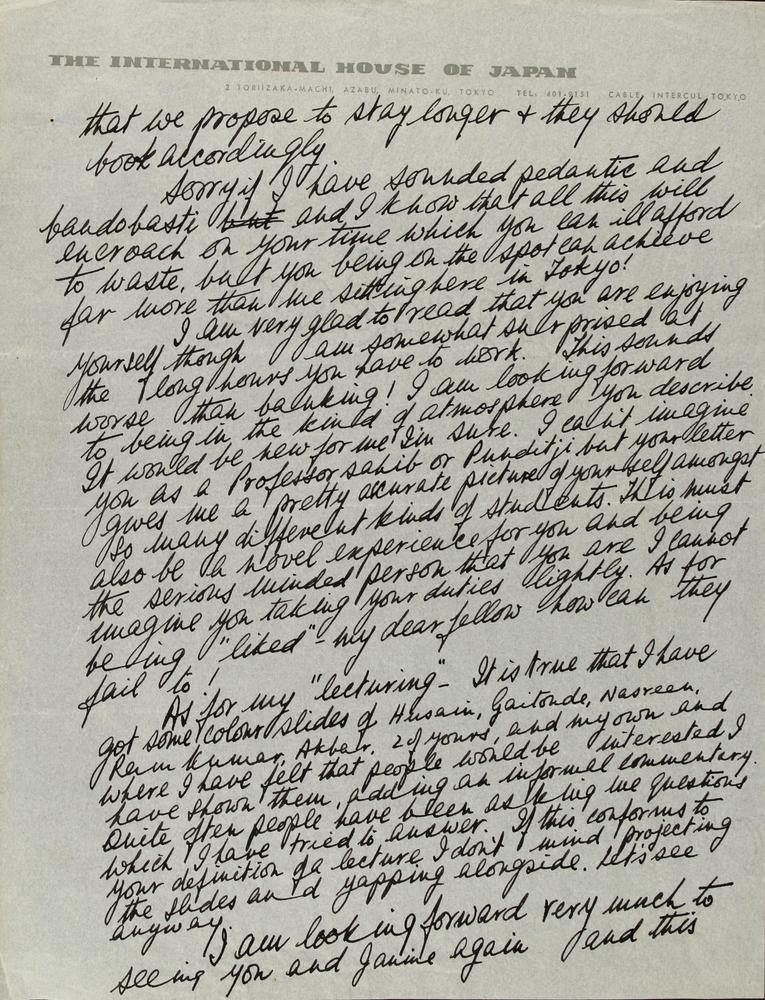 THE INTERNATIONAL HOUSE OF JAPAN
2 TORIIZAKA-MACHI, AZABU, MINATO-KU, TOKYO TEL: 401-9151 CABLE, INTERCUL, TOKYO
that we propose to stay longer + they should
book accordingly.
Sorry if I have sounded pedantic and
bandobasti but and I know that all this will
encroach on your time which you can ill afford
to waste, but you being on the spot can achieve
far more than me sitting here in Tokyo!
I am very glad to read that you are enjoying
yourself though I am somewhat surprised at
the long hours you have to work. This sounds
worse than banking! I am looking forward
to being in the kind of atmosphere you describe.
It would be new for me I'm sure. I can't imagine
you as a Professor sahib or Punditji but your letter
gives me a pretty accurate picture of yourself amongst
so many different kinds of students. This must
also be a novel experience for you and being
the serious minded person that you are I cannot
imagine you taking your duties lightly. As for
being "liked" - my dear fellow how can they
fail to!
As for my "lecturing" - It is true that I have
got some colour slides of Husain, Gaitonde, Nasreen,
Ram Kumar, Akbar, 2 of yours, and my own and
where I have felt that people would be interested I
have shown them, adding an informal commentary.
Quite often people have been asking me questions
which I have tried to answer. If this conforms to
your definition of a lecture I don't mind projecting
the slides and yapping alongside. Let's see
anyway.
I am looking forward very much to
seeing you and Janine again and this